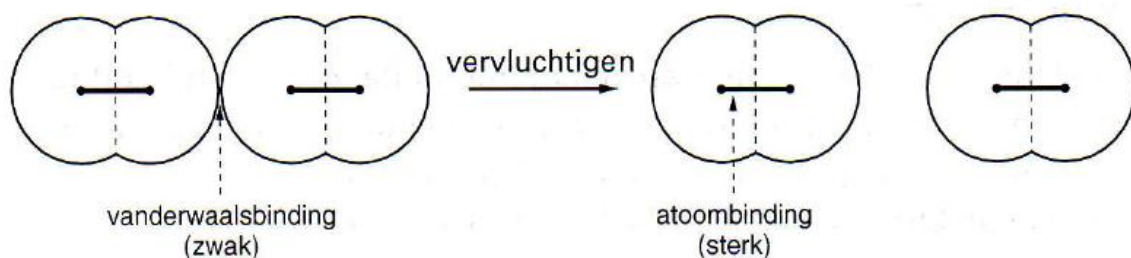 vervluchtigen
vanderwaalsbinding
(zwak)
atoombinding
(sterk)